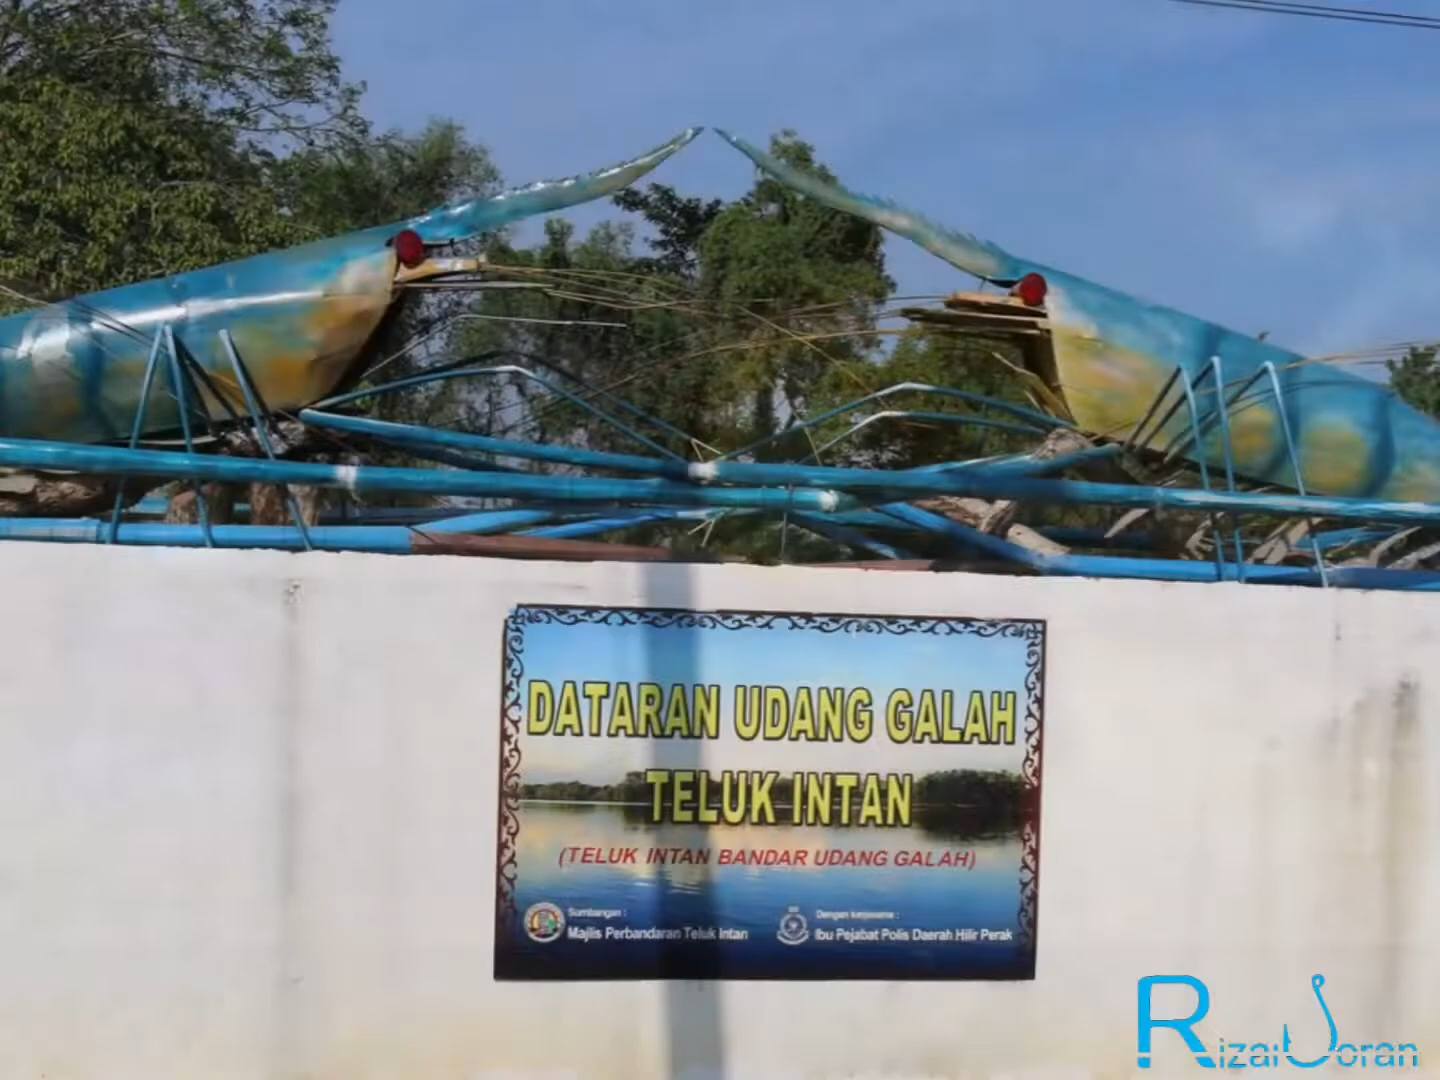 DATARAN UDANG GALAH
TELUK INTAN
(TELUK INTAN BANDAR UDANG GALAH)
Sumbangan :
Majlis Perbandaran Teluk Intan
Dengan kerjasama :
Ibu Pejabat Polis Daerah Hilir Perak